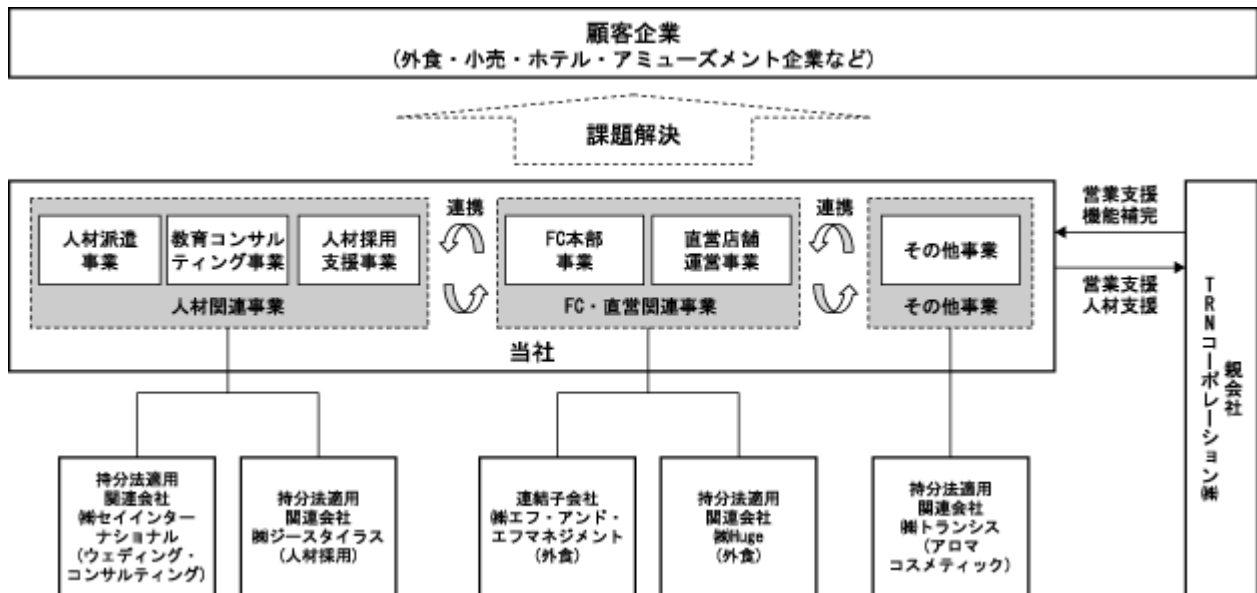 顧客企業
(外食・小売・ホテル・アミューズメント企業など)
課題解決
人材派遣
事業
教育コンサル
ティング事業
人材採用
支援事業
人材関連事業
連携
FC本部
事業
直営店舗
運営事業
FC・直営関連事業
連携
その他事業
その他事業
当社
営業支援
機能補完
営業支援
人材支援
親会社
TRNコーポレーション㈱
持分法適用
関連会社
㈱セイインター
ナショナル
(ウェディング・
コンサルティング)
持分法適用
関連会社
㈱ジースタイラス
(人材採用)
連結子会社
㈱エフ・アンド・
エフマネジメント
(外食)
持分法適用
関連会社
㈱Huge
(外食)
持分法適用
関連会社
㈱トランシス
(アロマ
コスメティック)